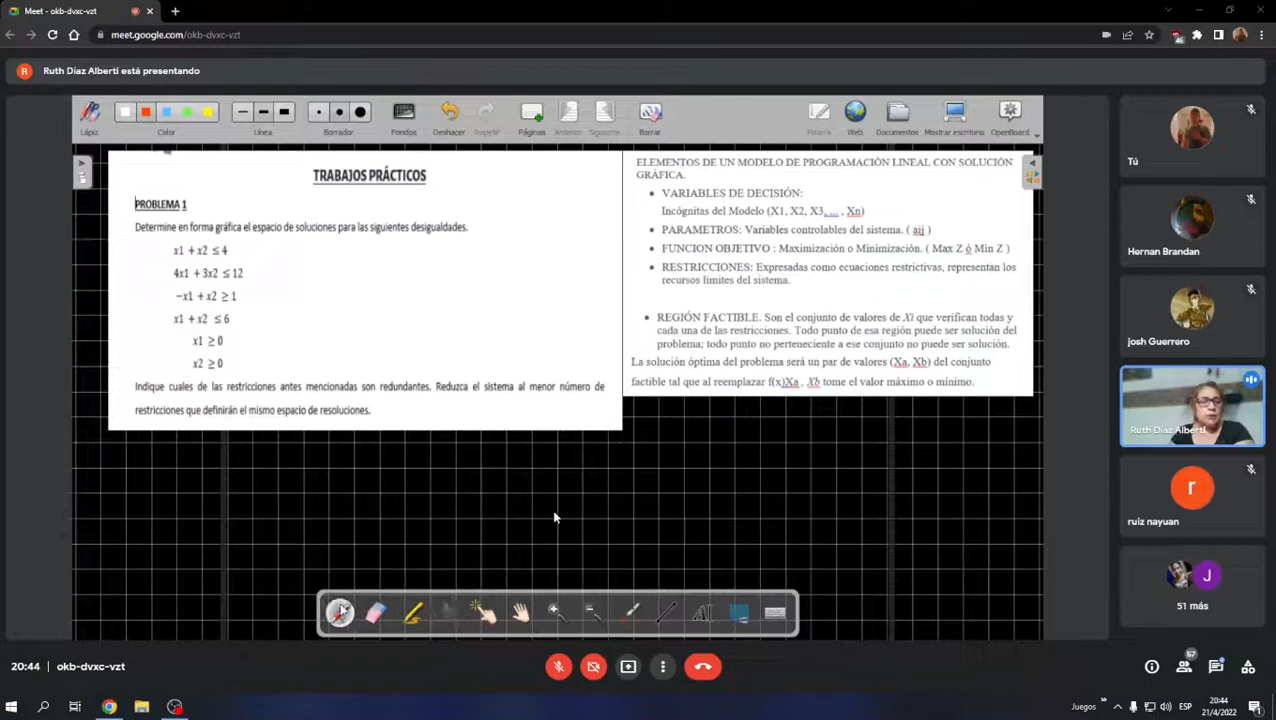 Meet - okb-dvxc-vzt
meet.google.com/okb-dvxc-vzt
46
R
Ruth Diaz Alberti está presentando
Lápiz
Color
Línea
Borrador
Fondos
Deshacer
Repetir
Páginas
Anterior
Siguiente
Borrar
Pizarra
Web
Documentos
Mostrar escritorio
OpenBoard
TRABAJOS PRÁCTICOS
PROBLEMA 1
Determine en forma gráfica el espacio de soluciones para las siguientes desigualdades.
x1 + x2 ≤ 4
4x1 + 3x2 ≤ 12
−x1 + x2 ≥ 1
x1 + x2 ≤ 6
x1 ≥ 0
x2 ≥ 0
Indique cuales de las restricciones antes mencionadas son redundantes. Reduzca el sistema al menor número de
restricciones que definirán el mismo espacio de resoluciones.
ELEMENTOS DE UN MODELO DE PROGRAMACIÓN LINEAL CON SOLUCIÓN
GRÁFICA.
• VARIABLES DE DECISIÓN:
Incógnitas del Modelo (X1, X2, X3, ... , Xn)
• PARAMETROS: Variables controlables del sistema. ( aij )
• FUNCION OBJETIVO : Maximización o Minimización. ( Max Z ó Min Z )
• RESTRICCIONES: Expresadas como ecuaciones restrictivas, representan los
recursos límites del sistema.
• REGIÓN FACTIBLE. Son el conjunto de valores de Xi que verifican todas y
cada una de las restricciones. Todo punto de esa región puede ser solución del
problema; todo punto no perteneciente a ese conjunto no puede ser solución.
La solución óptima del problema será un par de valores (Xa, Xb) del conjunto
factible tal que al reemplazar f(x)Xa , Xb tome el valor máximo o mínimo.
Tú
Hernan Brandan
josh Guerrero
Ruth Diaz Alberti
r
ruiz nayuan
J
51 más
20:44
okb-dvxc-vzt
57
Juegos
ESP
20:44
21/4/2022